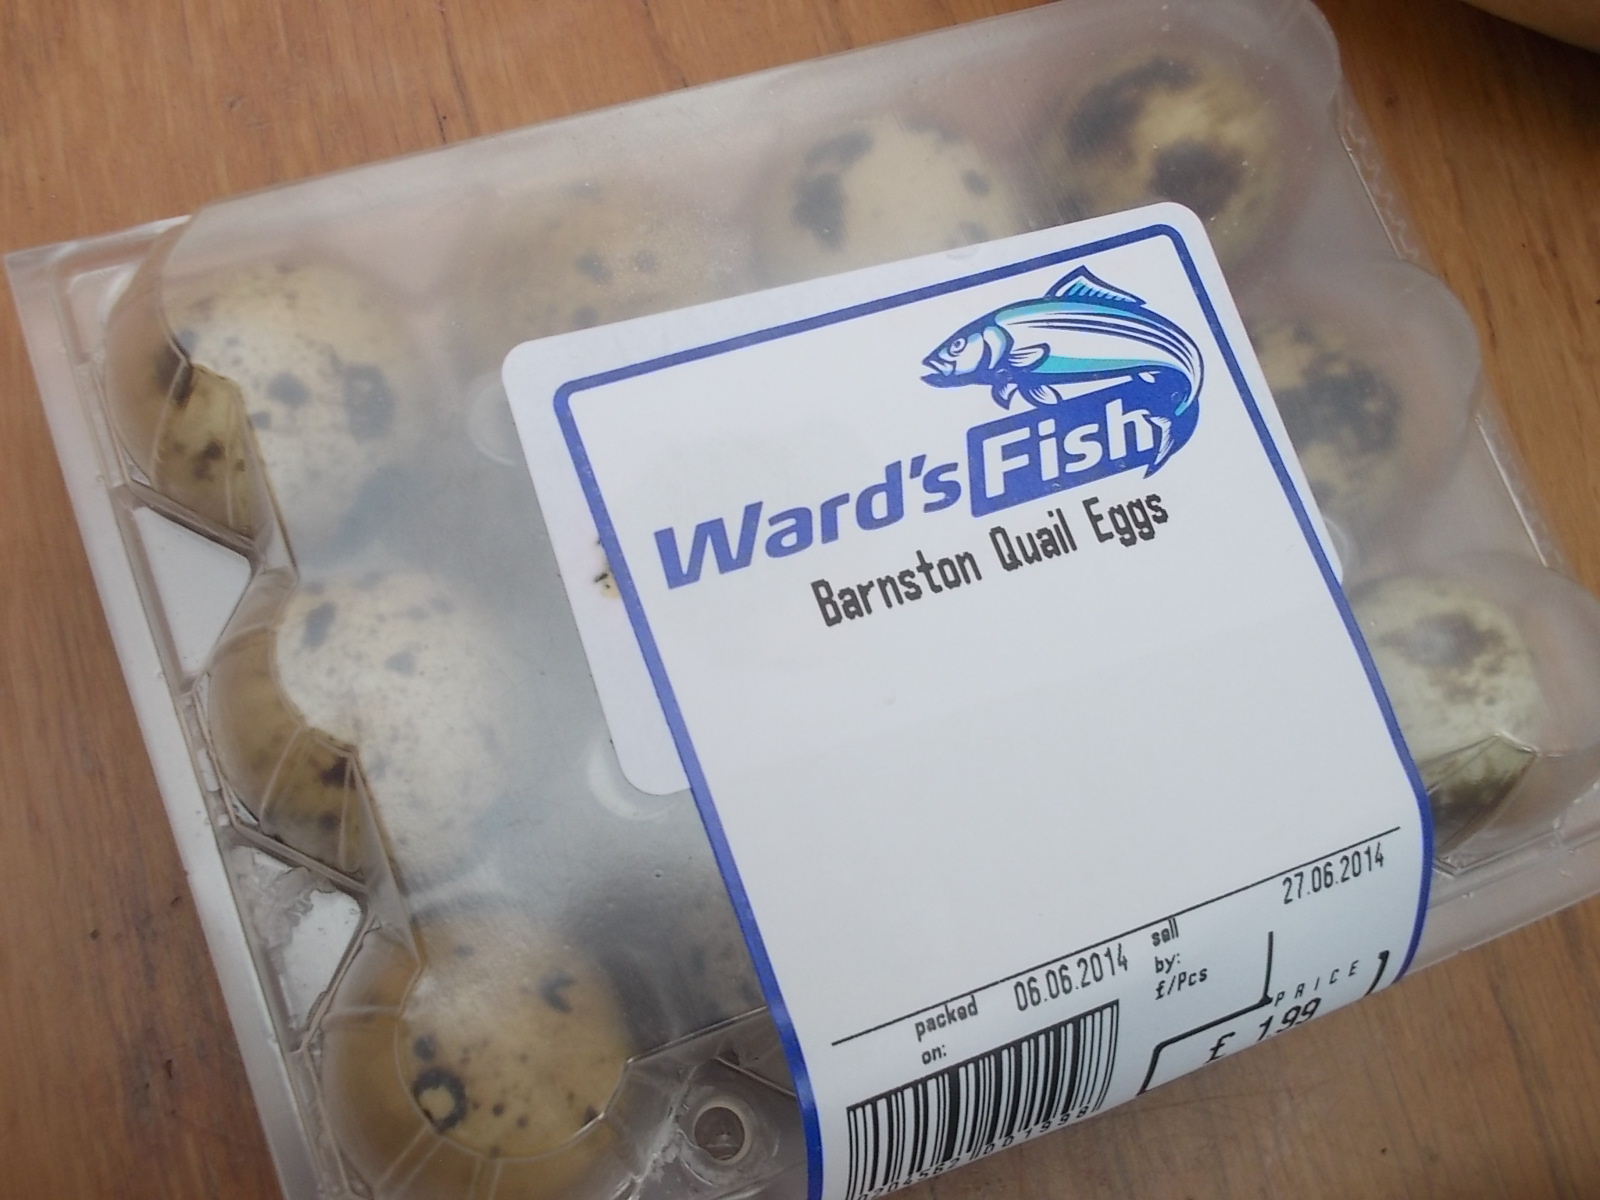 Ward's Fish
Barnston Quail Eggs
27.06.2014
packed on: 06.06.2014 sell by:
£/Pcs
PRICE
£ 1.99